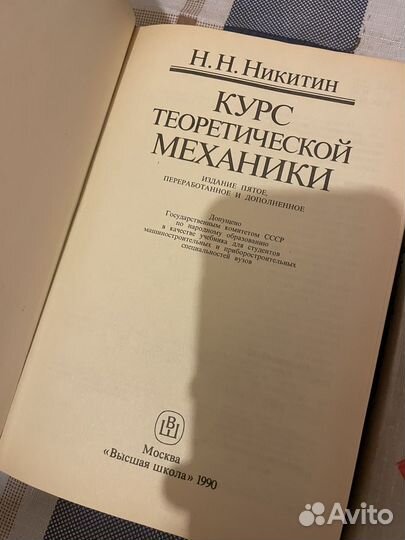 Н. Н. Никитин
КУРС
ТЕОРЕТИЧЕСКОЙ
МЕХАНИКИ
ИЗДАНИЕ ПЯТОЕ,
ПЕРЕРАБОТАННОЕ И ДОПОЛНЕННОЕ
Допущено
Государственным комитетом СССР
по народному образованию
в качестве учебника для студентов
машиностроительных и приборостроительных
специальностей вузов
ВШ
Москва
«Высшая школа» 1990
Avito